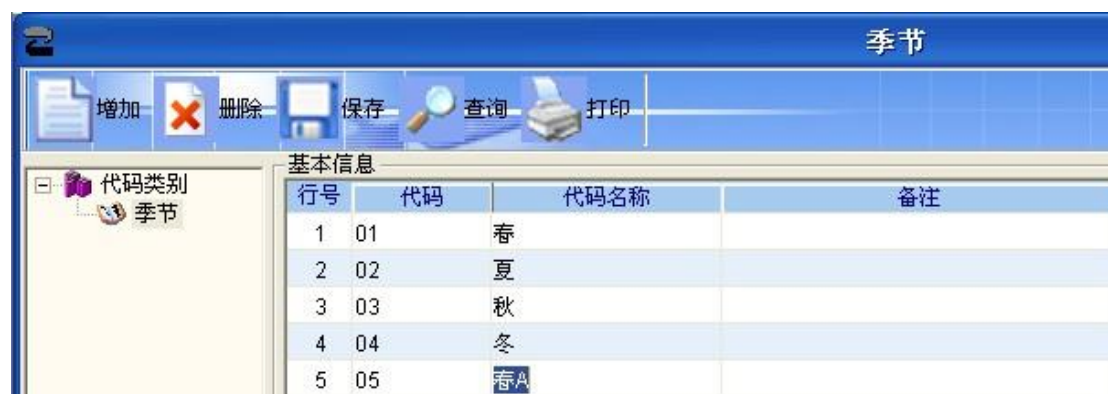 季节
增加 删除 保存 查询 打印
代码类别
季节
基本信息
行号 代码 代码名称 备注
1 01 春
2 02 夏
3 03 秋
4 04 冬
5 05 春A